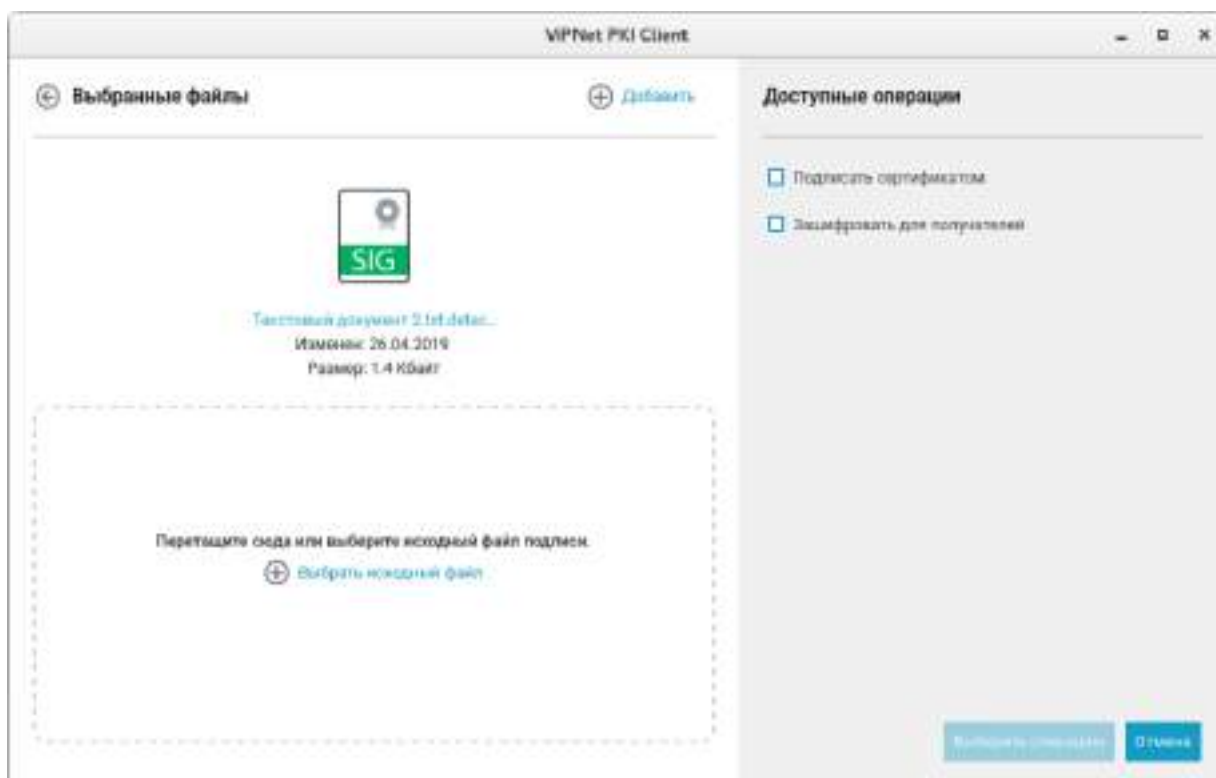 ViPNet PKI Client
Выбранные файлы
Добавить
SIG
Текстовый документ 2.txt.detac...
Изменен: 26.04.2019
Размер: 1.4 Кбайт
Перетащите сюда или выберите исходный файл подписи.
Выбрать исходный файл
Доступные операции
Подписать сертификатом
Зашифровать для получателей
Отмена